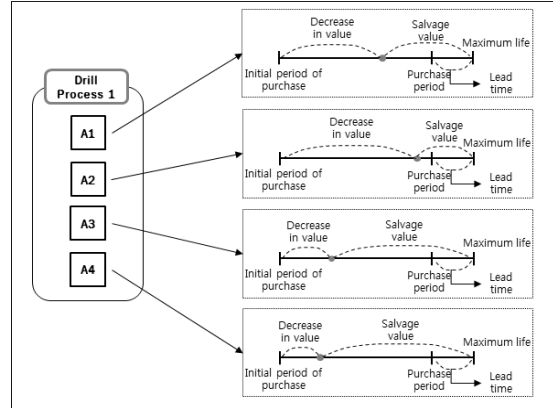 Drill
Process 1
A1
A2
A3
A4
Decrease
in value
Salvage
value
Maximum life
Initial period of
purchase
Purchase
period
Lead
time
Decrease
in value
Salvage
value
Maximum life
Initial period of
purchase
Purchase
period
Lead
time
Decrease
in value
Salvage
value
Maximum life
Initial period of
purchase
Purchase
period
Lead
time
Decrease
in value
Salvage
value
Maximum life
Initial period of
purchase
Purchase
period
Lead
time